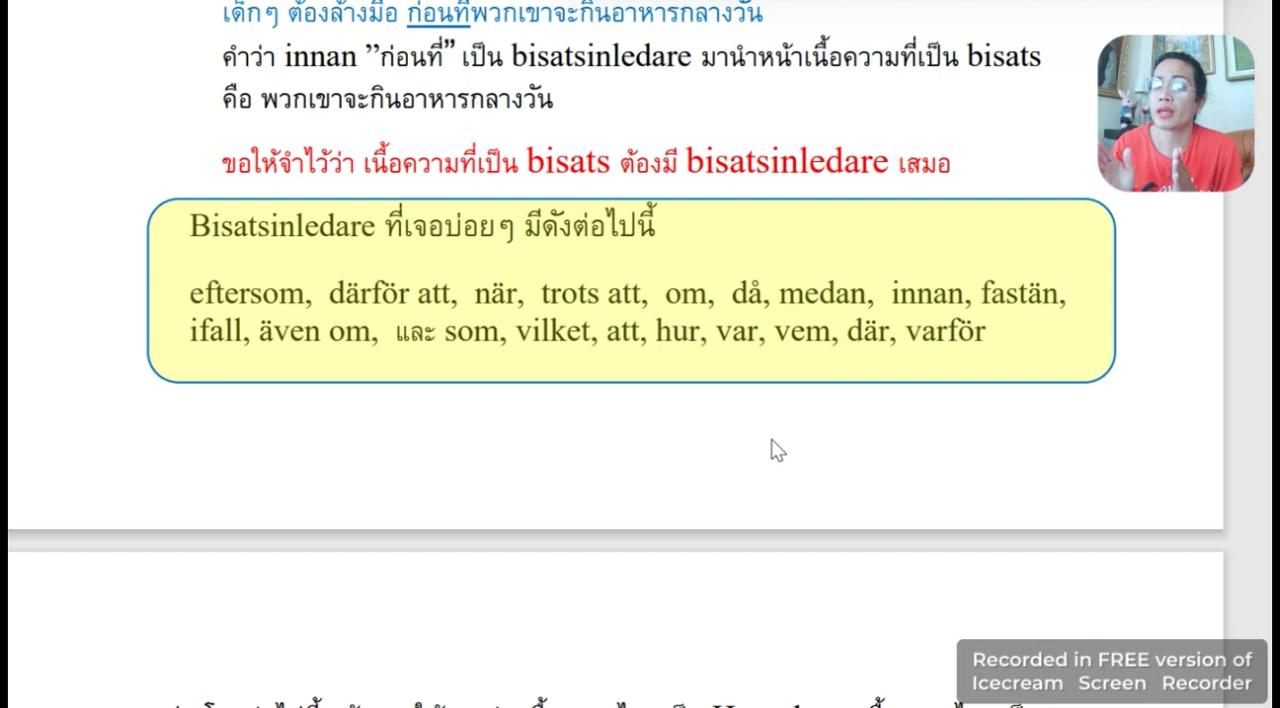 เด็กๆ ต้องล้างมือ ก่อนที่พวกเขาจะกินอาหารกลางวัน
คำว่า innan ”ก่อนที่” เป็น bisatsinledare มานำหน้าเนื้อความที่เป็น bisats
คือ พวกเขาจะกินอาหารกลางวัน
ขอให้จำไว้ว่า เนื้อความที่เป็น bisats ต้องมี bisatsinledare เสมอ
Bisatsinledare ที่เจอบ่อยๆ มีดังต่อไปนี้
eftersom, därför att, när, trots att, om, då, medan, innan, fastän,
ifall, även om, และ som, vilket, att, hur, var, vem, där, varför
Recorded in FREE version of
Icecream Screen Recorder